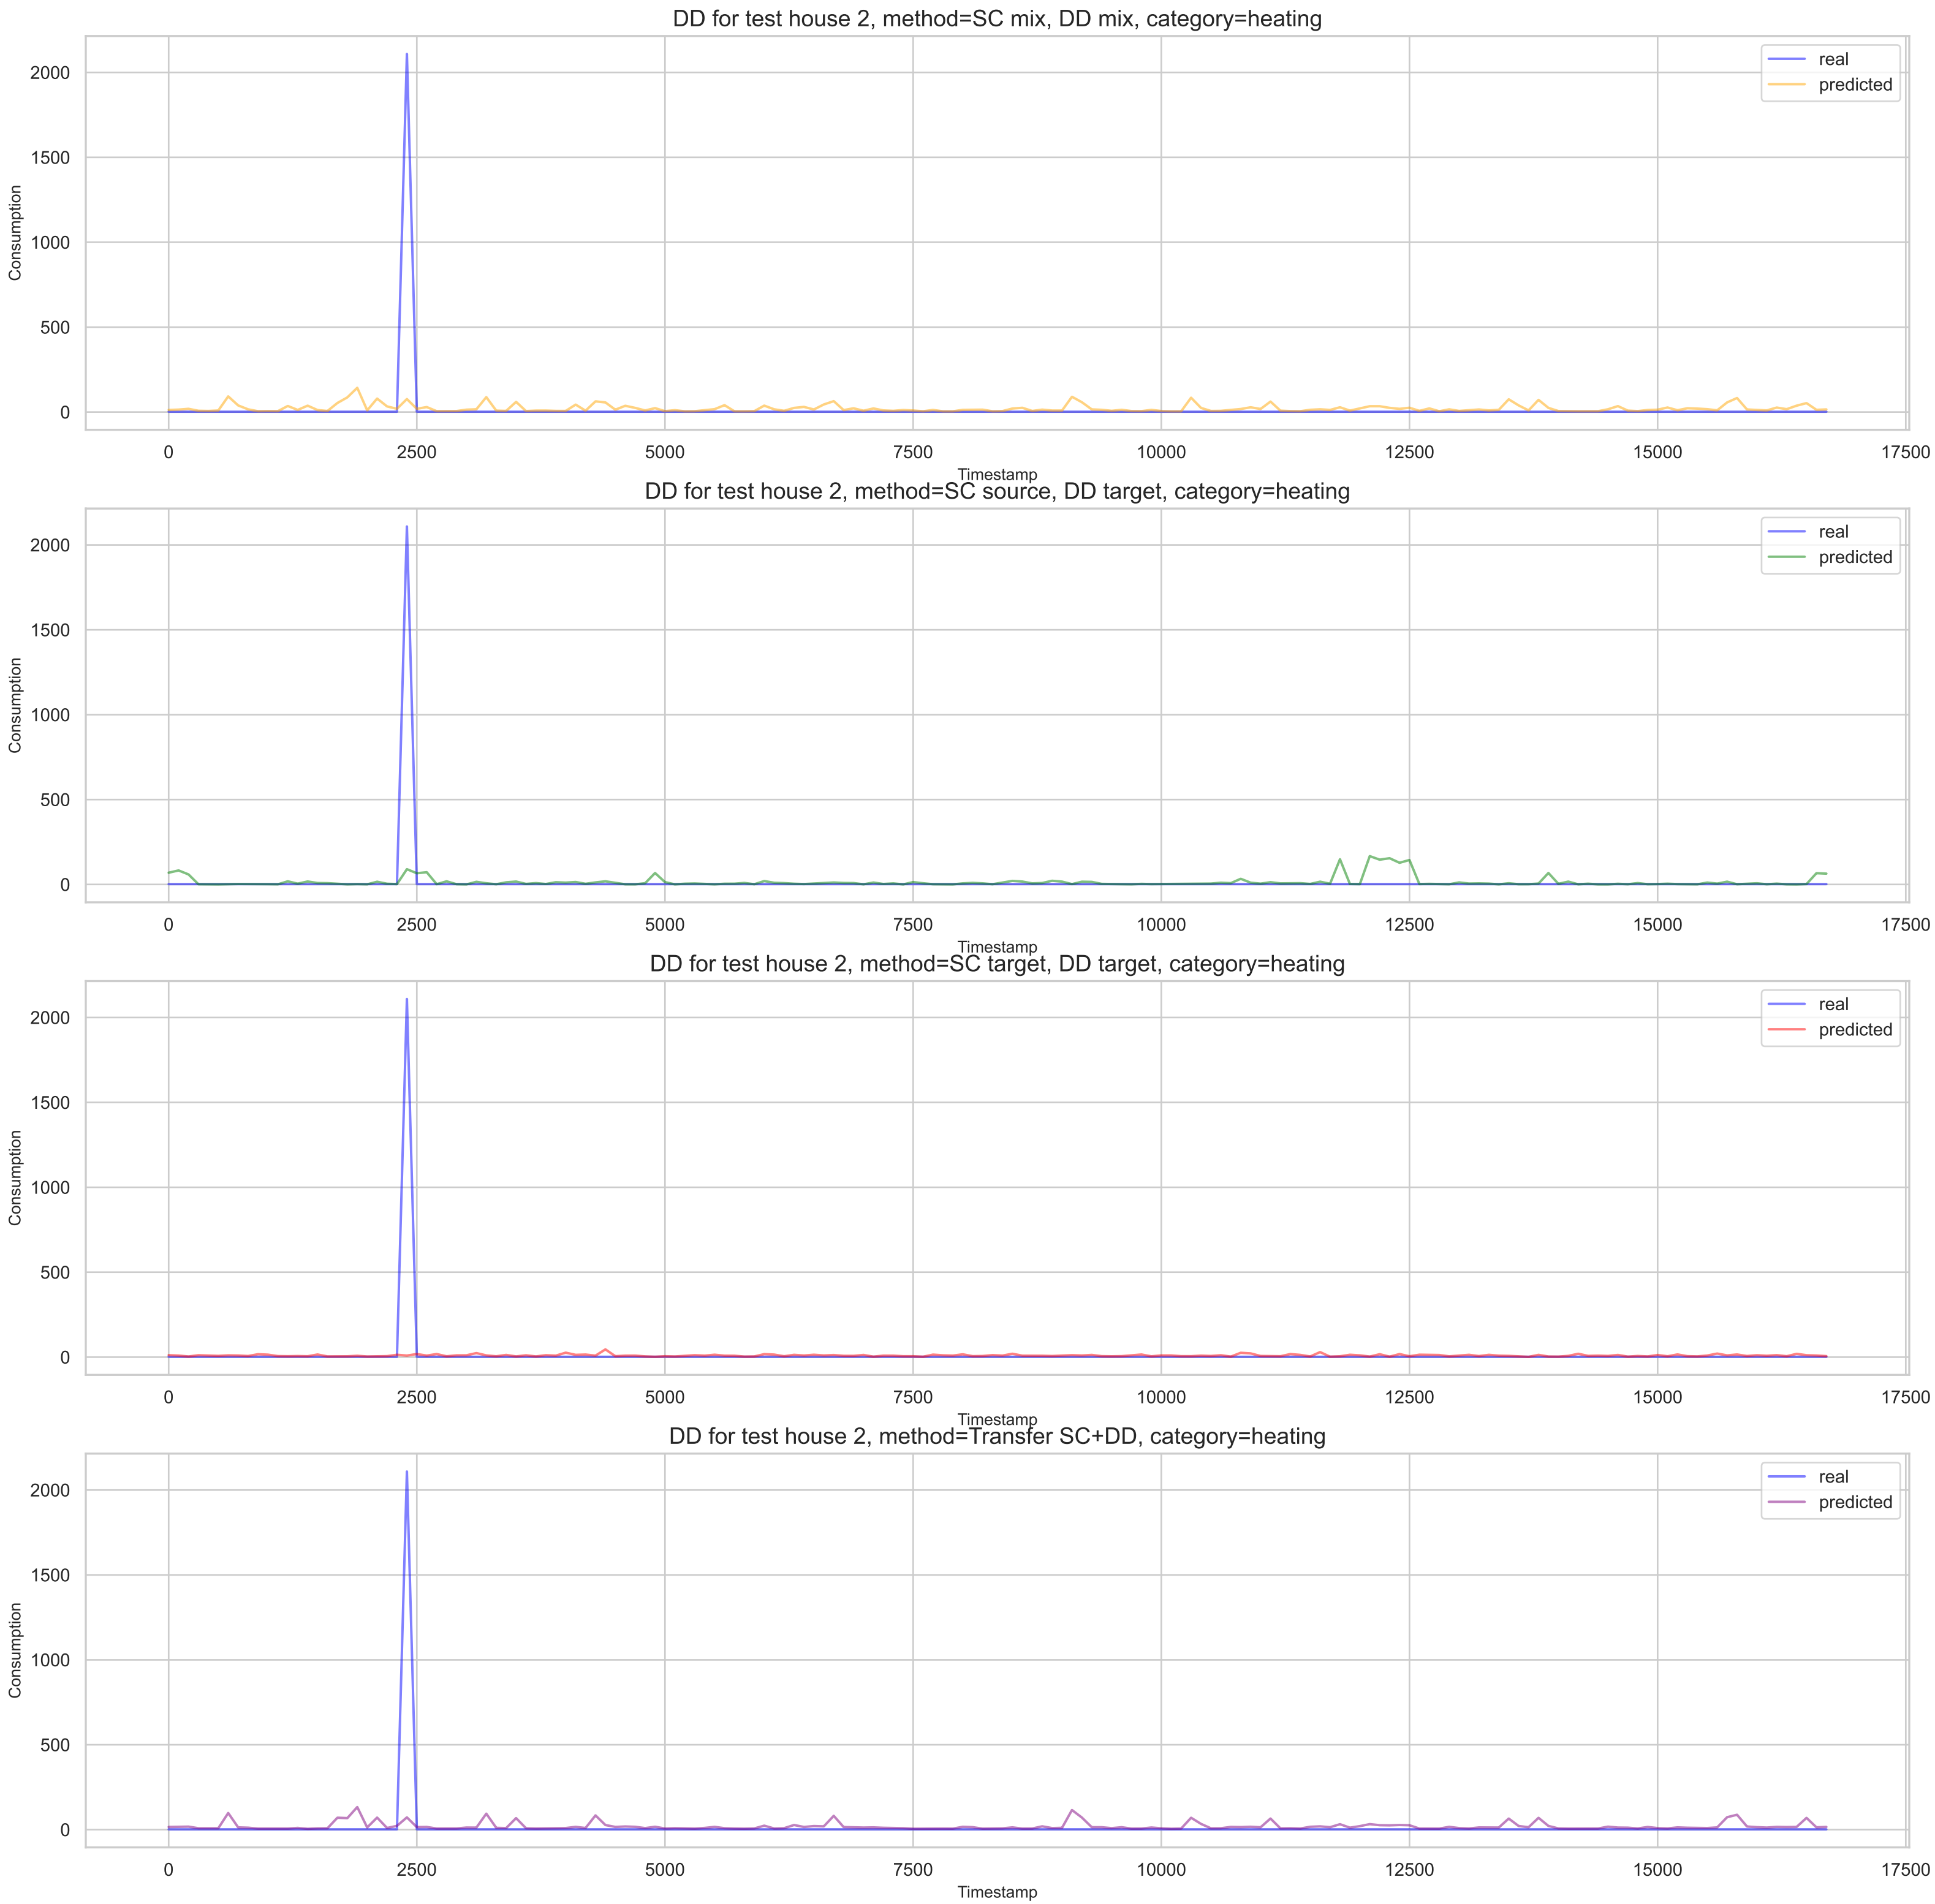 DD for test house 2, method=SC mix, DD mix, category=heating
real
predicted
2000
1500
1000
500
0
Consumption
0 2500 5000 7500 10000 12500 15000 17500
Timestamp
DD for test house 2, method=SC source, DD target, category=heating
real
predicted
2000
1500
1000
500
0
Consumption
0 2500 5000 7500 10000 12500 15000 17500
Timestamp
DD for test house 2, method=SC target, DD target, category=heating
real
predicted
2000
1500
1000
500
0
Consumption
0 2500 5000 7500 10000 12500 15000 17500
Timestamp
DD for test house 2, method=Transfer SC+DD, category=heating
real
predicted
2000
1500
1000
500
0
Consumption
0 2500 5000 7500 10000 12500 15000 17500
Timestamp